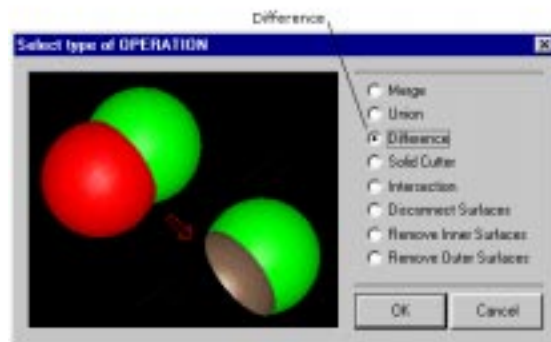 Difference
Select type of OPERATION
Merge
Union
Difference
Solid Cutter
Intersection
Disconnect Surfaces
Remove Inner Surfaces
Remove Outer Surfaces
OK
Cancel